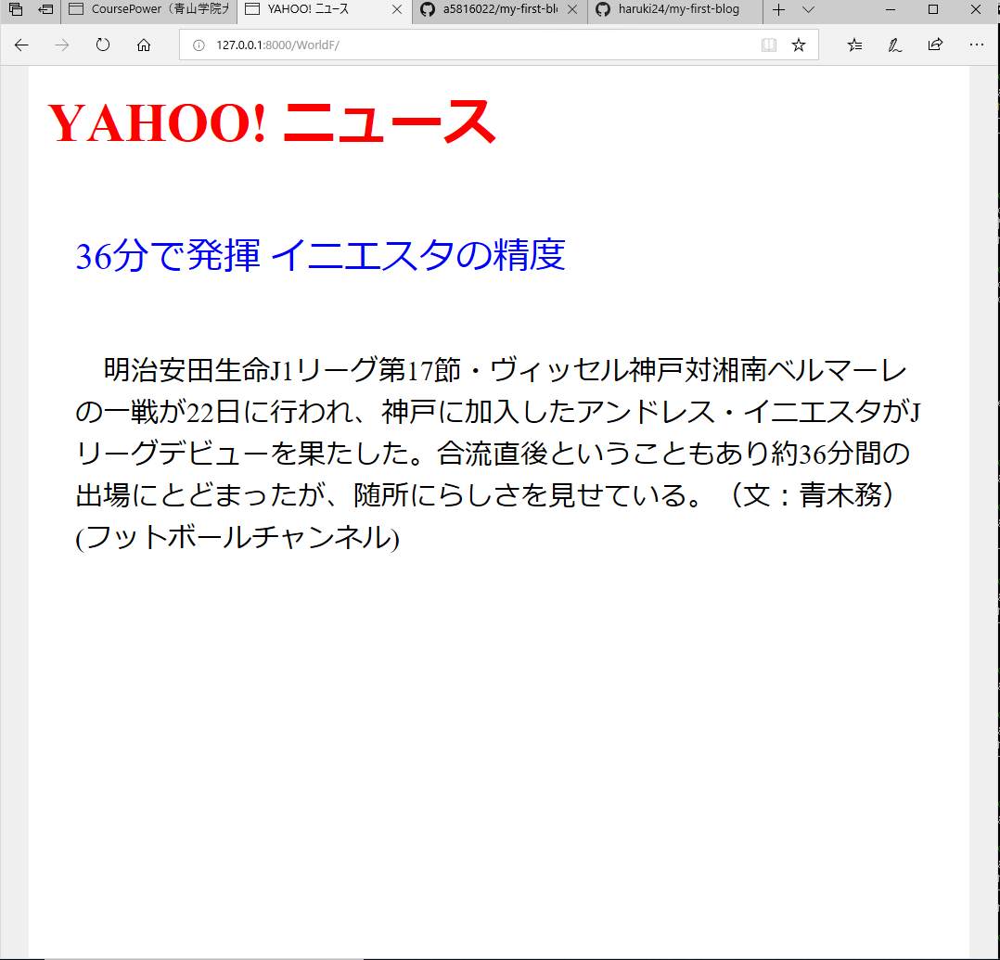 CoursePower（青山学院大
YAHOO! ニュース
a5816022/my-first-bl
haruki24/my-first-blog
127.0.0.1:8000/WorldF/
YAHOO! ニュース
36分で発揮 イニエスタの精度
明治安田生命J1リーグ第17節・ヴィッセル神戸対湘南ベルマーレ
の一戦が22日に行われ、神戸に加入したアンドレス・イニエスタがJ
リーグデビューを果たした。合流直後ということもあり約36分間の
出場にとどまったが、随所にらしさを見せている。（文：青木務）
(フットボールチャンネル)